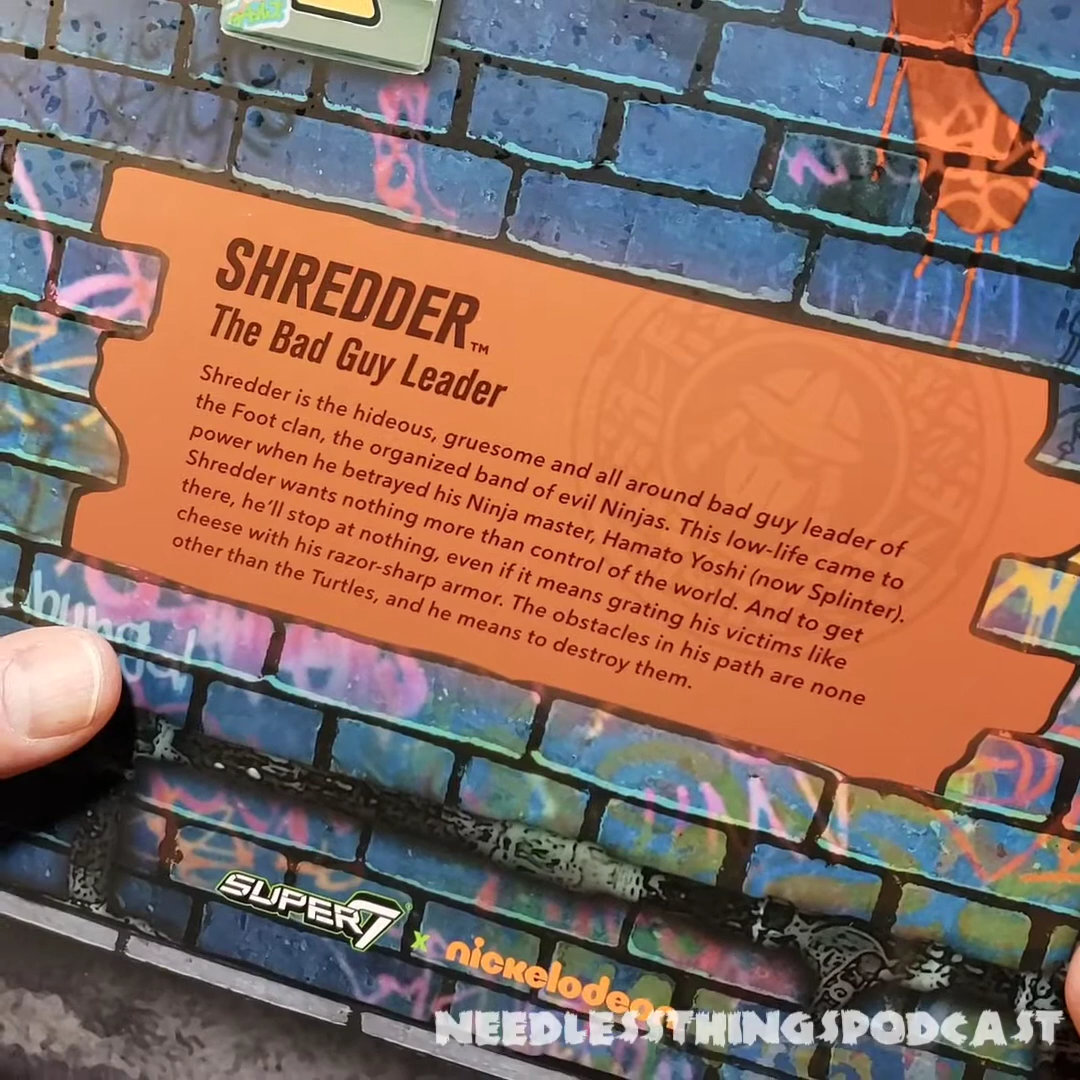 SHREDDER™
The Bad Guy Leader
Shredder is the hideous, gruesome and all around bad guy leader of
the Foot clan, the organized band of evil Ninjas. This low-life came to
power when he betrayed his Ninja master, Hamato Yoshi (now Splinter).
Shredder wants nothing more than control of the world. And to get
there, he'll stop at nothing, even if it means grating his victims like
cheese with his razor-sharp armor. The obstacles in his path are none
other than the Turtles, and he means to destroy them.
SUPER7® x nickelodeon
NEEDLESSTHINGSPODCAST